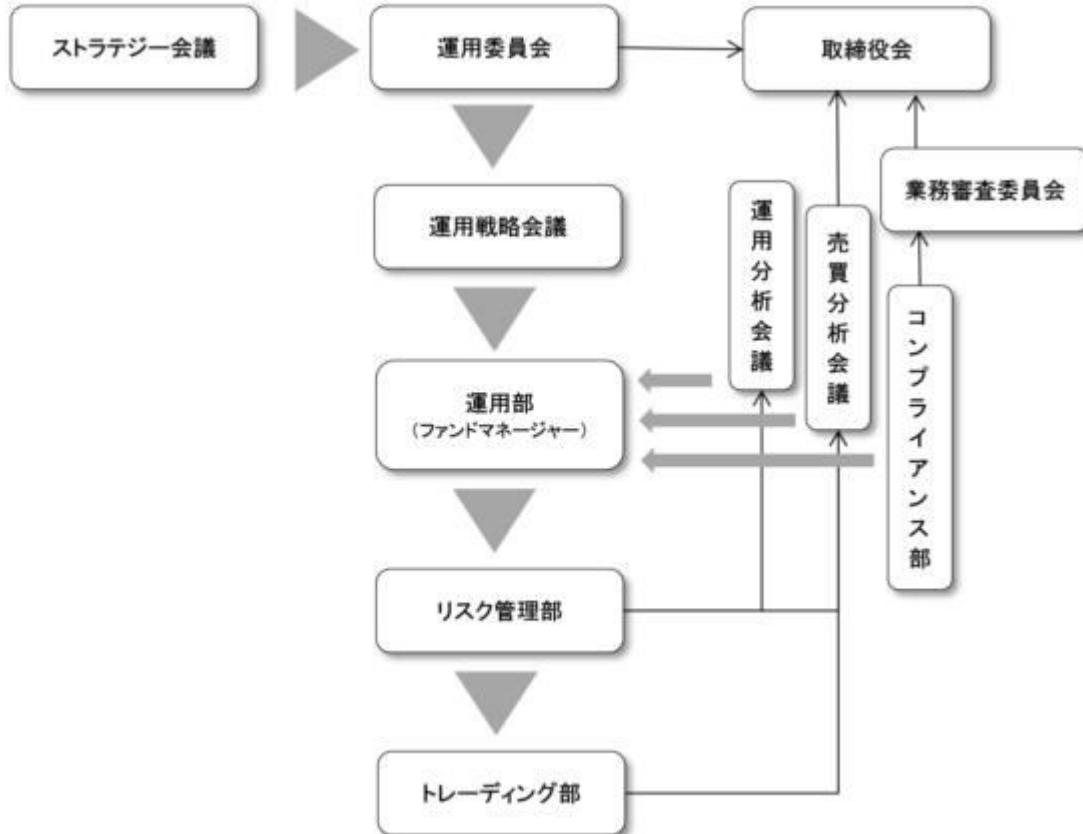 ストラテジー会議
運用委員会
取締役会
業務審査委員会
運用戦略会議
運用分析会議
売買分析会議
コンプライアンス部
運用部
(ファンドマネージャー)
リスク管理部
トレーディング部